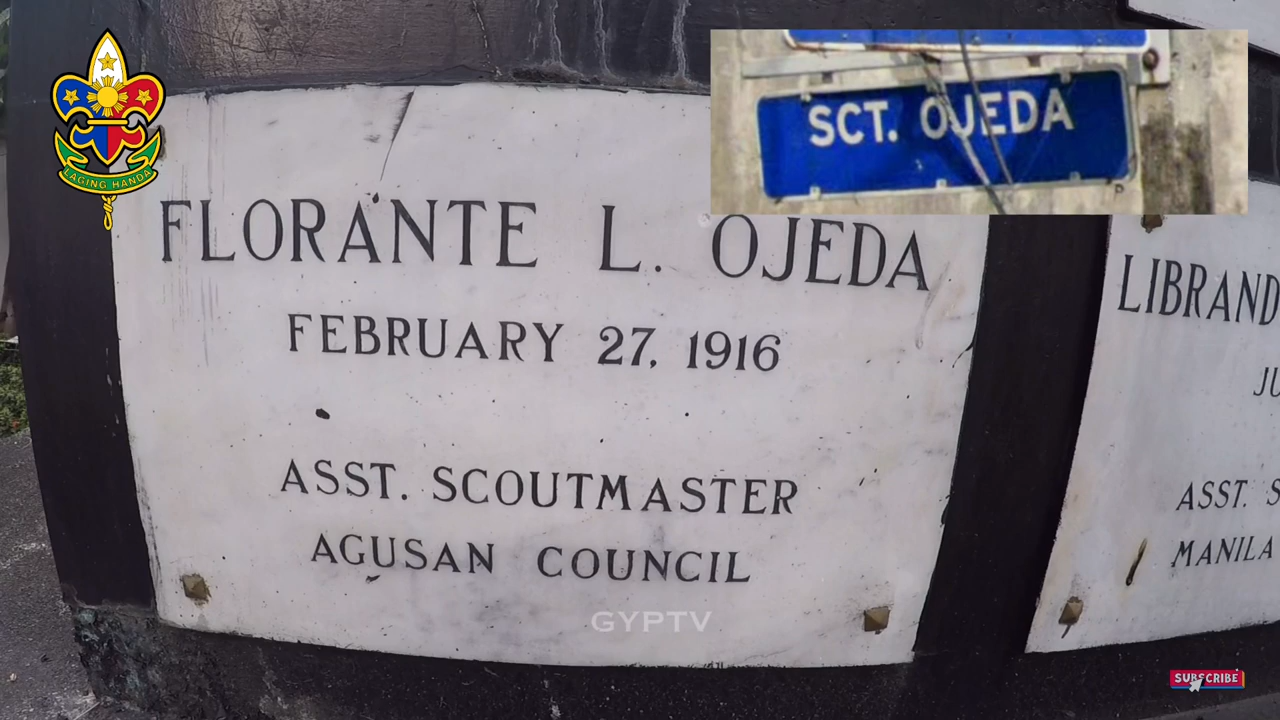 LAGING HANDA
SCT. OJEDA
FLORANTE L. OJEDA
FEBRUARY 27, 1916
ASST. SCOUTMASTER
AGUSAN COUNCIL
LIBRAND
JU
ASST. S
MANILA
GYPTV
SUBSCRIBE